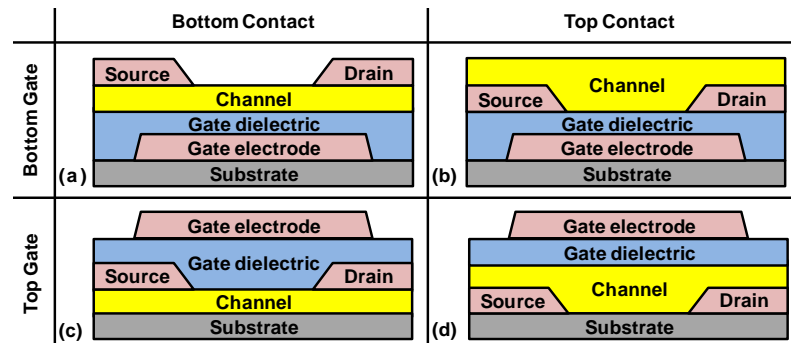 Bottom Contact
Top Contact
Bottom Gate
Source
Drain
Channel
Gate dielectric
Gate electrode
Substrate
(a)
Channel
Source
Drain
Gate dielectric
Gate electrode
Substrate
(b)
Top Gate
Gate electrode
Gate dielectric
Source
Drain
Channel
Substrate
(c)
Gate electrode
Gate dielectric
Channel
Source
Drain
Substrate
(d)